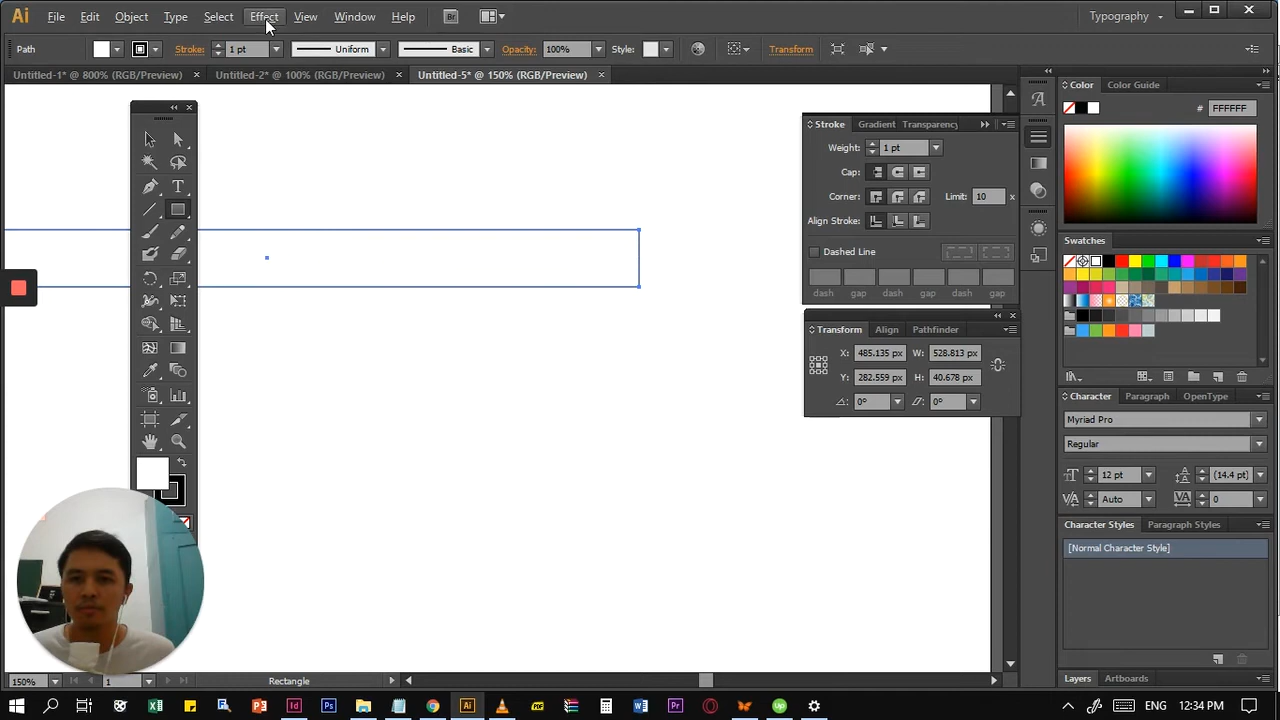 Ai File Edit Object Type Select Effect View Window Help Br Typography
Path Stroke: 1 pt Uniform Basic Opacity: 100% Style: Transform
Untitled-1* @ 800% (RGB/Preview) × Untitled-2* @ 100% (RGB/Preview) × Untitled-5* @ 150% (RGB/Preview) ×
Stroke Gradient Transparency
Weight: 1 pt
Cap:
Corner: Limit: 10 x
Align Stroke:
Dashed Line
dash gap dash gap dash gap
Transform Align Pathfinder
X: 485.135 px W: 528.813 px
Y: 282.559 px H: 40.678 px
0° 0°
Color Color Guide
# FFFFFF
Swatches
Character Paragraph OpenType
Myriad Pro
Regular
12 pt (14.4 pt)
Auto 0
Character Styles Paragraph Styles
[Normal Character Style]
Layers Artboards
150% 1 Rectangle
ENG 12:34 PM